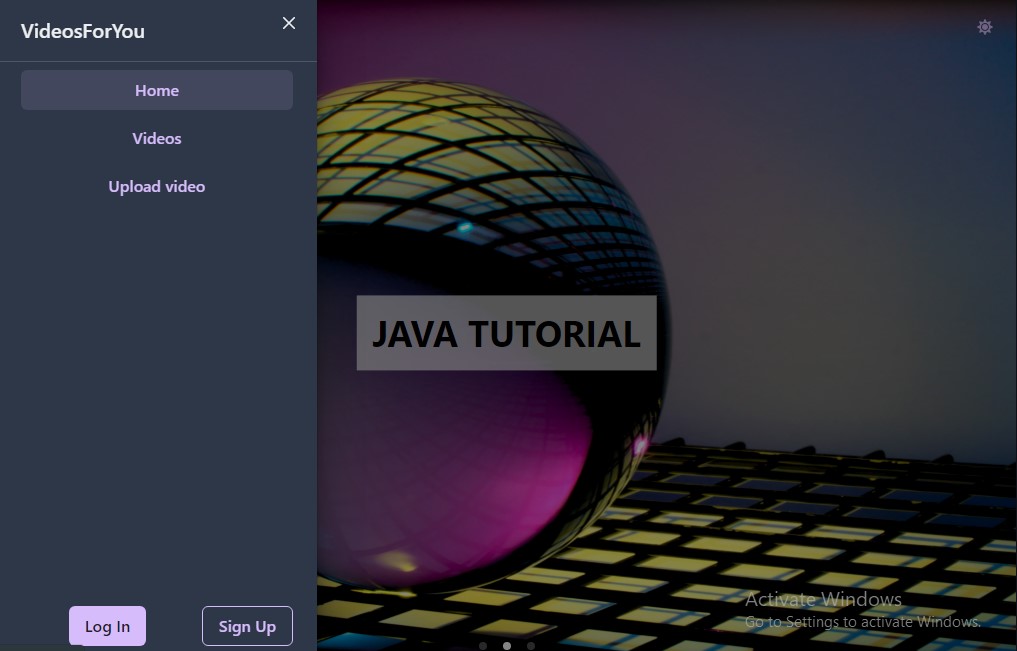 VideosForYou
Home
Videos
Upload video
Log In
Sign Up
JAVA TUTORIAL
Activate Windows
Go to Settings to activate Windows.